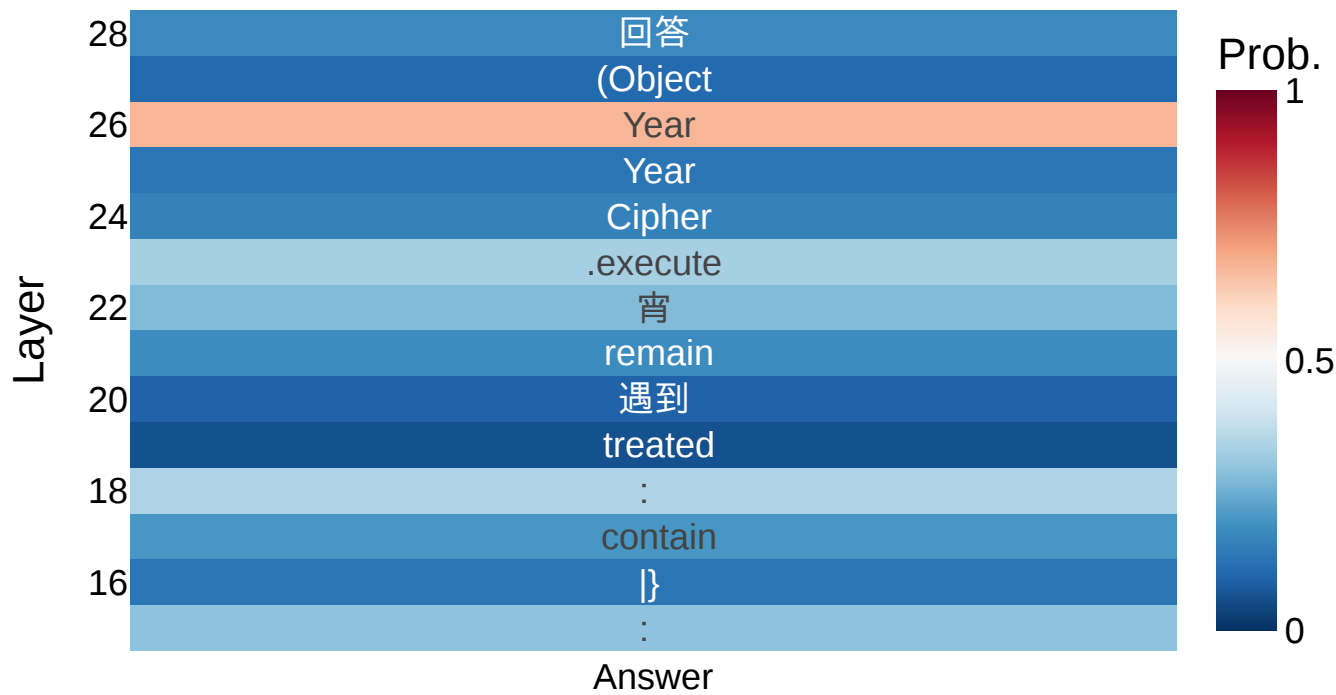 28 回答
(Object
26 Year
Year
24 Cipher
.execute
22 宵
remain
20 遇到
treated
18 :
contain
16 |}
:
Layer
Answer
Prob.
1
0.5
0